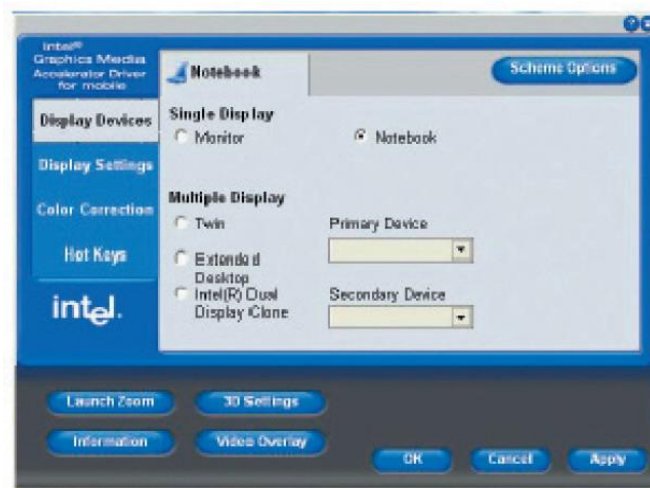 Intel®
Graphics Media
Accelerator Driver
for mobile
Notebook
Scheme Options
Display Devices
Display Settings
Color Correction
Hot Keys
intel.
Single Display
Monitor
Notebook
Multiple Display
Twin
Primary Device
Extended
Desktop
Intel(R) Dual
Display Clone
Secondary Device
Launch Zoom
3D Settings
Information
Video Overlay
OK
Cancel
Apply